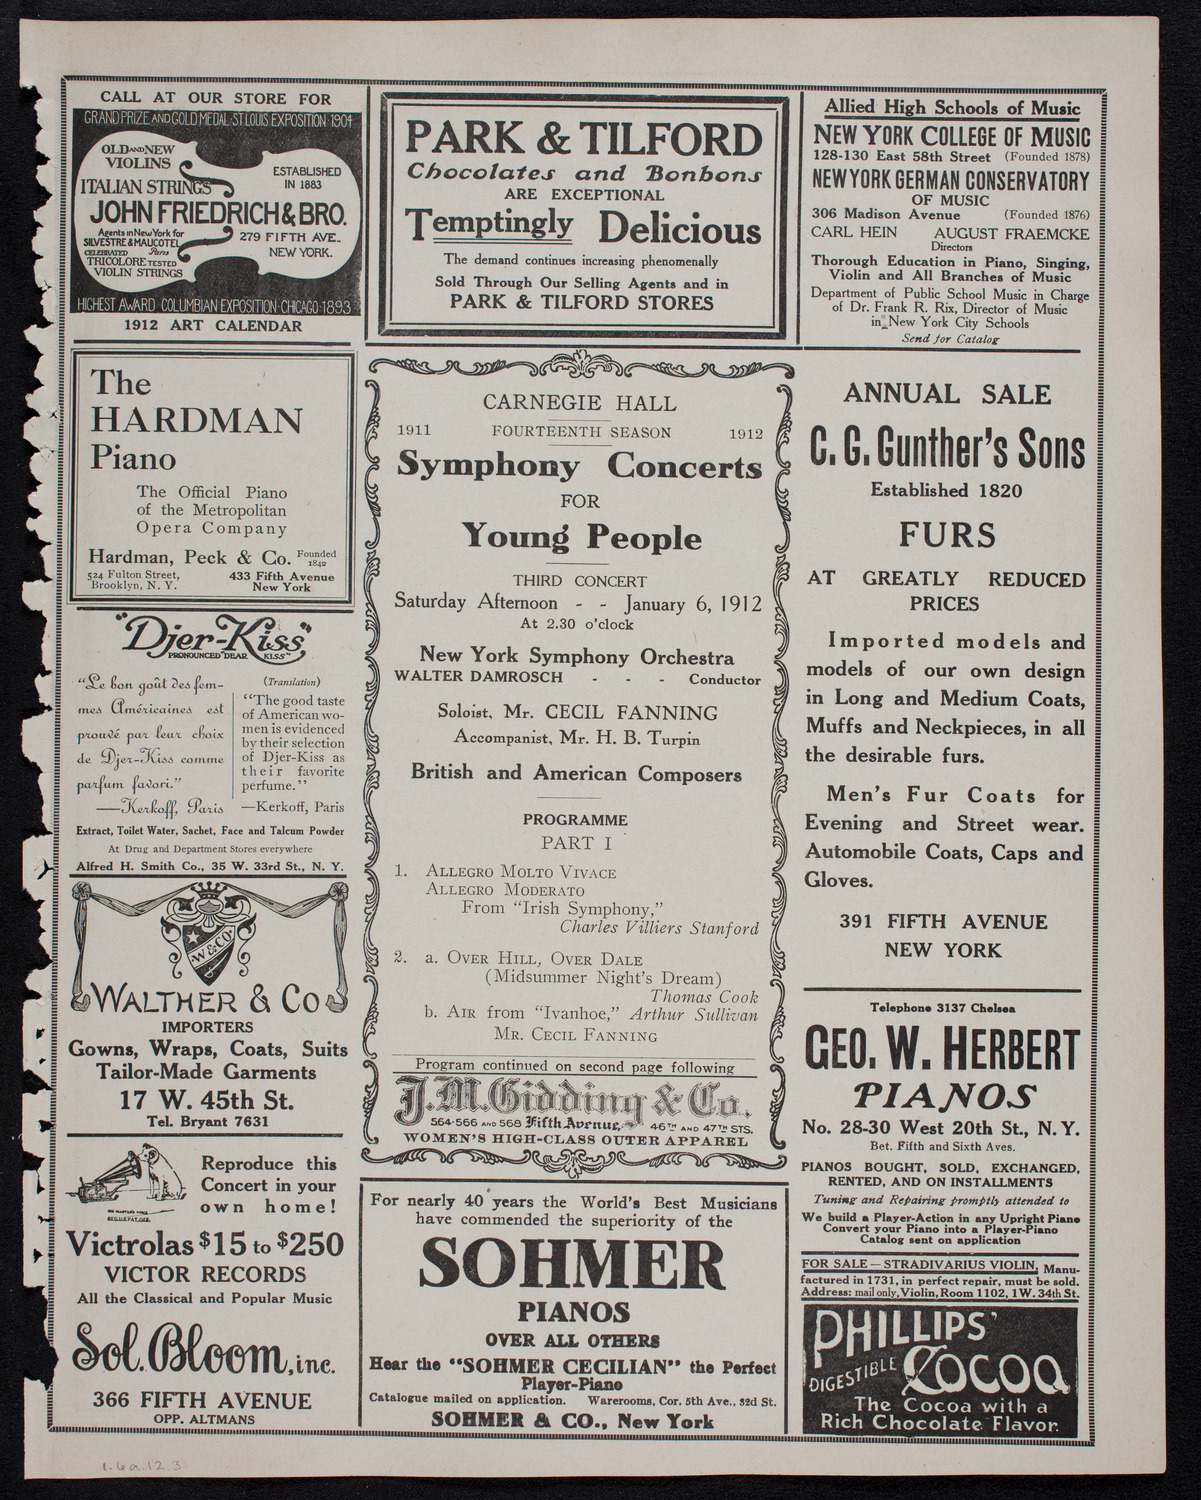 CALL AT OUR STORE FOR
GRAND PRIZE AND GOLD MEDAL-ST LOUIS EXPOSITION-1904
OLD AND NEW
VIOLINS
ITALIAN STRINGS
ESTABLISHED
IN 1883
JOHN FRIEDRICH & BRO.
Agents in New York for
SILVESTRE & MAUCOTEL
Paris
CELEBRATED
TRICOLORE TESTED
VIOLIN STRINGS
279 FIFTH AVE.
NEW YORK.
HIGHEST AWARD COLUMBIAN EXPOSITION-CHICAGO-1893
1912 ART CALENDAR
PARK & TILFORD
Chocolates and Bonbons
ARE EXCEPTIONAL
Temptingly Delicious
The demand continues increasing phenomenally
Sold Through Our Selling Agents and in
PARK & TILFORD STORES
Allied High Schools of Music
NEW YORK COLLEGE OF MUSIC
128-130 East 58th Street (Founded 1878)
NEW YORK GERMAN CONSERVATORY
OF MUSIC
306 Madison Avenue (Founded 1876)
CARL HEIN AUGUST FRAEMCKE
Directors
Thorough Education in Piano, Singing,
Violin and All Branches of Music
Department of Public School Music in Charge
of Dr. Frank R. Rix, Director of Music
in New York City Schools
Send for Catalog
The
HARDMAN
Piano
The Official Piano
of the Metropolitan
Opera Company
Hardman, Peck & Co. Founded 1842
524 Fulton Street,
Brooklyn, N. Y.
433 Fifth Avenue
New York
"Djer-Kiss"
PRONOUNCED "DEAR KISS"
"Le bon goût des fem-
mes Américaines est
prouvé par leur choix
de Djer-Kiss comme
parfum favori."
—Kerkoff, Paris
(Translation)
"The good taste
of American wo-
men is evidenced
by their selection
of Djer-Kiss as
their favorite
perfume."
—Kerkoff, Paris
Extract, Toilet Water, Sachet, Face and Talcum Powder
At Drug and Department Stores everywhere
Alfred H. Smith Co., 35 W. 33rd St., N. Y.
W. & CO.
WALTHER & CO
IMPORTERS
Gowns, Wraps, Coats, Suits
Tailor-Made Garments
17 W. 45th St.
Tel. Bryant 7631
HIS MASTER'S VOICE
REG.U.S.PAT.OFF.
Reproduce this
Concert in your
own home!
Victrolas $15 to $250
VICTOR RECORDS
All the Classical and Popular Music
Sol. Bloom, inc.
366 FIFTH AVENUE
OPP. ALTMANS
CARNEGIE HALL
1911 FOURTEENTH SEASON 1912
Symphony Concerts
FOR
Young People
THIRD CONCERT
Saturday Afternoon - - January 6, 1912
At 2.30 o'clock
New York Symphony Orchestra
WALTER DAMROSCH - - - Conductor
Soloist, Mr. CECIL FANNING
Accompanist, Mr. H. B. Turpin
British and American Composers
PROGRAMME
PART I
1. ALLEGRO MOLTO VIVACE
ALLEGRO MODERATO
From "Irish Symphony,"
Charles Villiers Stanford
2. a. OVER HILL, OVER DALE
(Midsummer Night's Dream)
Thomas Cook
b. AIR from "Ivanhoe," Arthur Sullivan
MR. CECIL FANNING
Program continued on second page following
J. M. Gidding & Co.
564-566 AND 568 Fifth Avenue, 46TH AND 47TH STS.
WOMEN'S HIGH-CLASS OUTER APPAREL
For nearly 40 years the World's Best Musicians
have commended the superiority of the
SOHMER
PIANOS
OVER ALL OTHERS
Hear the "SOHMER CECILIAN" the Perfect
Player-Piano
Catalogue mailed on application. Warerooms, Cor. 5th Ave., 32d St.
SOHMER & CO., New York
ANNUAL SALE
C. G. Gunther's Sons
Established 1820
FURS
AT GREATLY REDUCED
PRICES
Imported models and
models of our own design
in Long and Medium Coats,
Muffs and Neckpieces, in all
the desirable furs.
Men's Fur Coats for
Evening and Street wear.
Automobile Coats, Caps and
Gloves.
391 FIFTH AVENUE
NEW YORK
Telephone 3137 Chelsea
GEO. W. HERBERT
PIANOS
No. 28-30 West 20th St., N. Y.
Bet. Fifth and Sixth Aves.
PIANOS BOUGHT, SOLD, EXCHANGED,
RENTED, AND ON INSTALLMENTS
Tuning and Repairing promptly attended to
We build a Player-Action in any Upright Piano
Convert your Piano into a Player-Piano
Catalog sent on application
FOR SALE—STRADIVARIUS VIOLIN, Manu-
factured in 1731, in perfect repair, must be sold.
Address: mail only, Violin, Room 1102, 1 W. 34th St.
PHILLIPS'
DIGESTIBLE COCOA
The Cocoa with a
Rich Chocolate Flavor.
1.6a.12.3